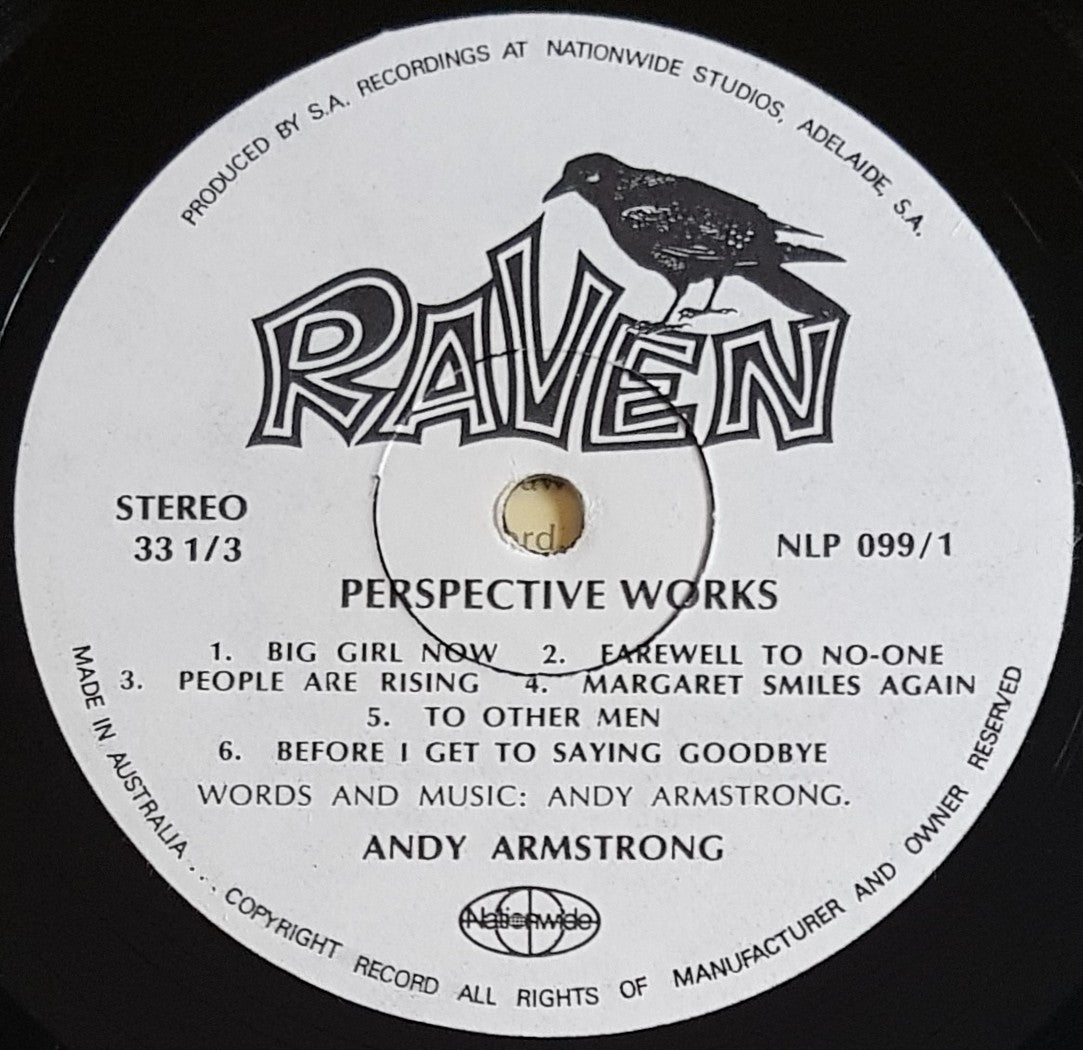 PRODUCED BY S.A. RECORDINGS AT NATIONWIDE STUDIOS, ADELAIDE, S.A.
RAVEN
STEREO
33 1/3
NLP 099/1
PERSPECTIVE WORKS
1. BIG GIRL NOW 2. FAREWELL TO NO-ONE
3. PEOPLE ARE RISING 4. MARGARET SMILES AGAIN
5. TO OTHER MEN
6. BEFORE I GET TO SAYING GOODBYE
WORDS AND MUSIC: ANDY ARMSTRONG.
ANDY ARMSTRONG
Nationwide
MADE IN AUSTRALIA ... COPYRIGHT RECORD ALL RIGHTS OF MANUFACTURER AND OWNER RESERVED